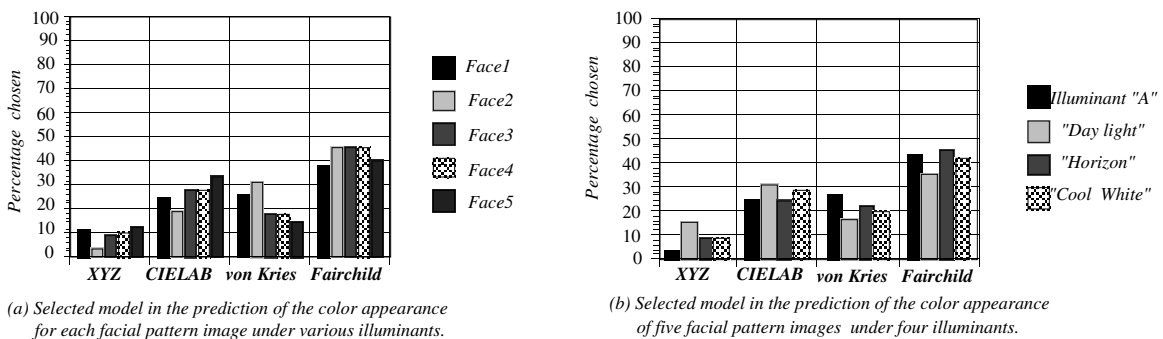 100
90
80
70
60
50
40
30
20
10
0
Percentage chosen
XYZ CIELAB von Kries Fairchild
Face1
Face2
Face3
Face4
Face5
(a) Selected model in the prediction of the color appearance
for each facial pattern image under various illuminants.
100
90
80
70
60
50
40
30
20
10
0
Percentage chosen
XYZ CIELAB von Kries Fairchild
Illuminant "A"
"Day light"
"Horizon"
"Cool White"
(b) Selected model in the prediction of the color appearance
of five facial pattern images under four illuminants.